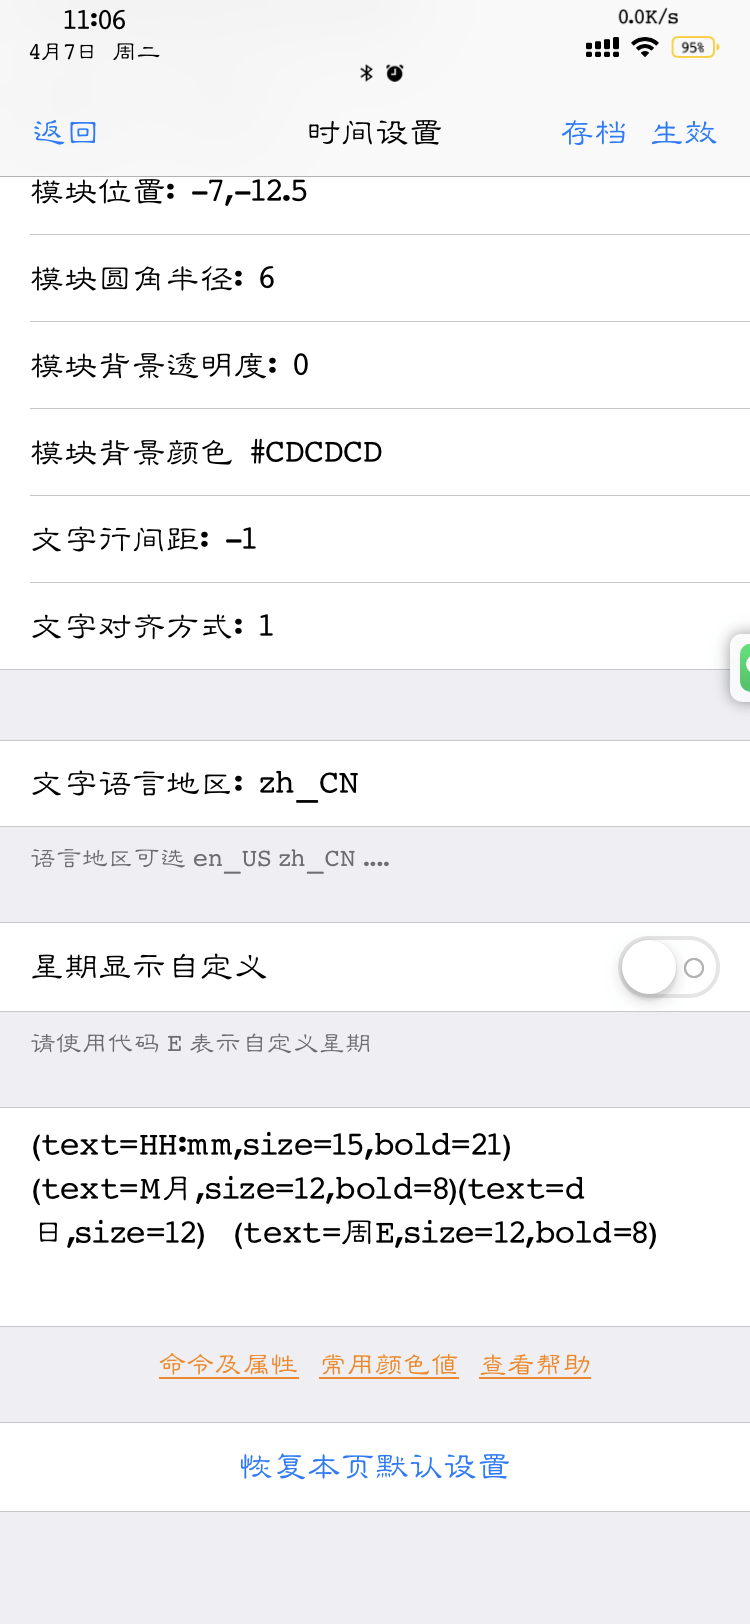 11:06
0.0K/s
4月7日 周二
95%
返回
时间设置
存档 生效
模块位置: -7,-12.5
模块圆角半径: 6
模块背景透明度: 0
模块背景颜色 #CDCDCD
文字行间距: -1
文字对齐方式: 1
文字语言地区: zh_CN
语言地区可选 en_US zh_CN ....
星期显示自定义
请使用代码 E 表示自定义星期
(text=HH:mm,size=15,bold=21)
(text=M月,size=12,bold=8)(text=d
日,size=12) (text=周E,size=12,bold=8)
命令及属性 常用颜色值 查看帮助
恢复本页默认设置